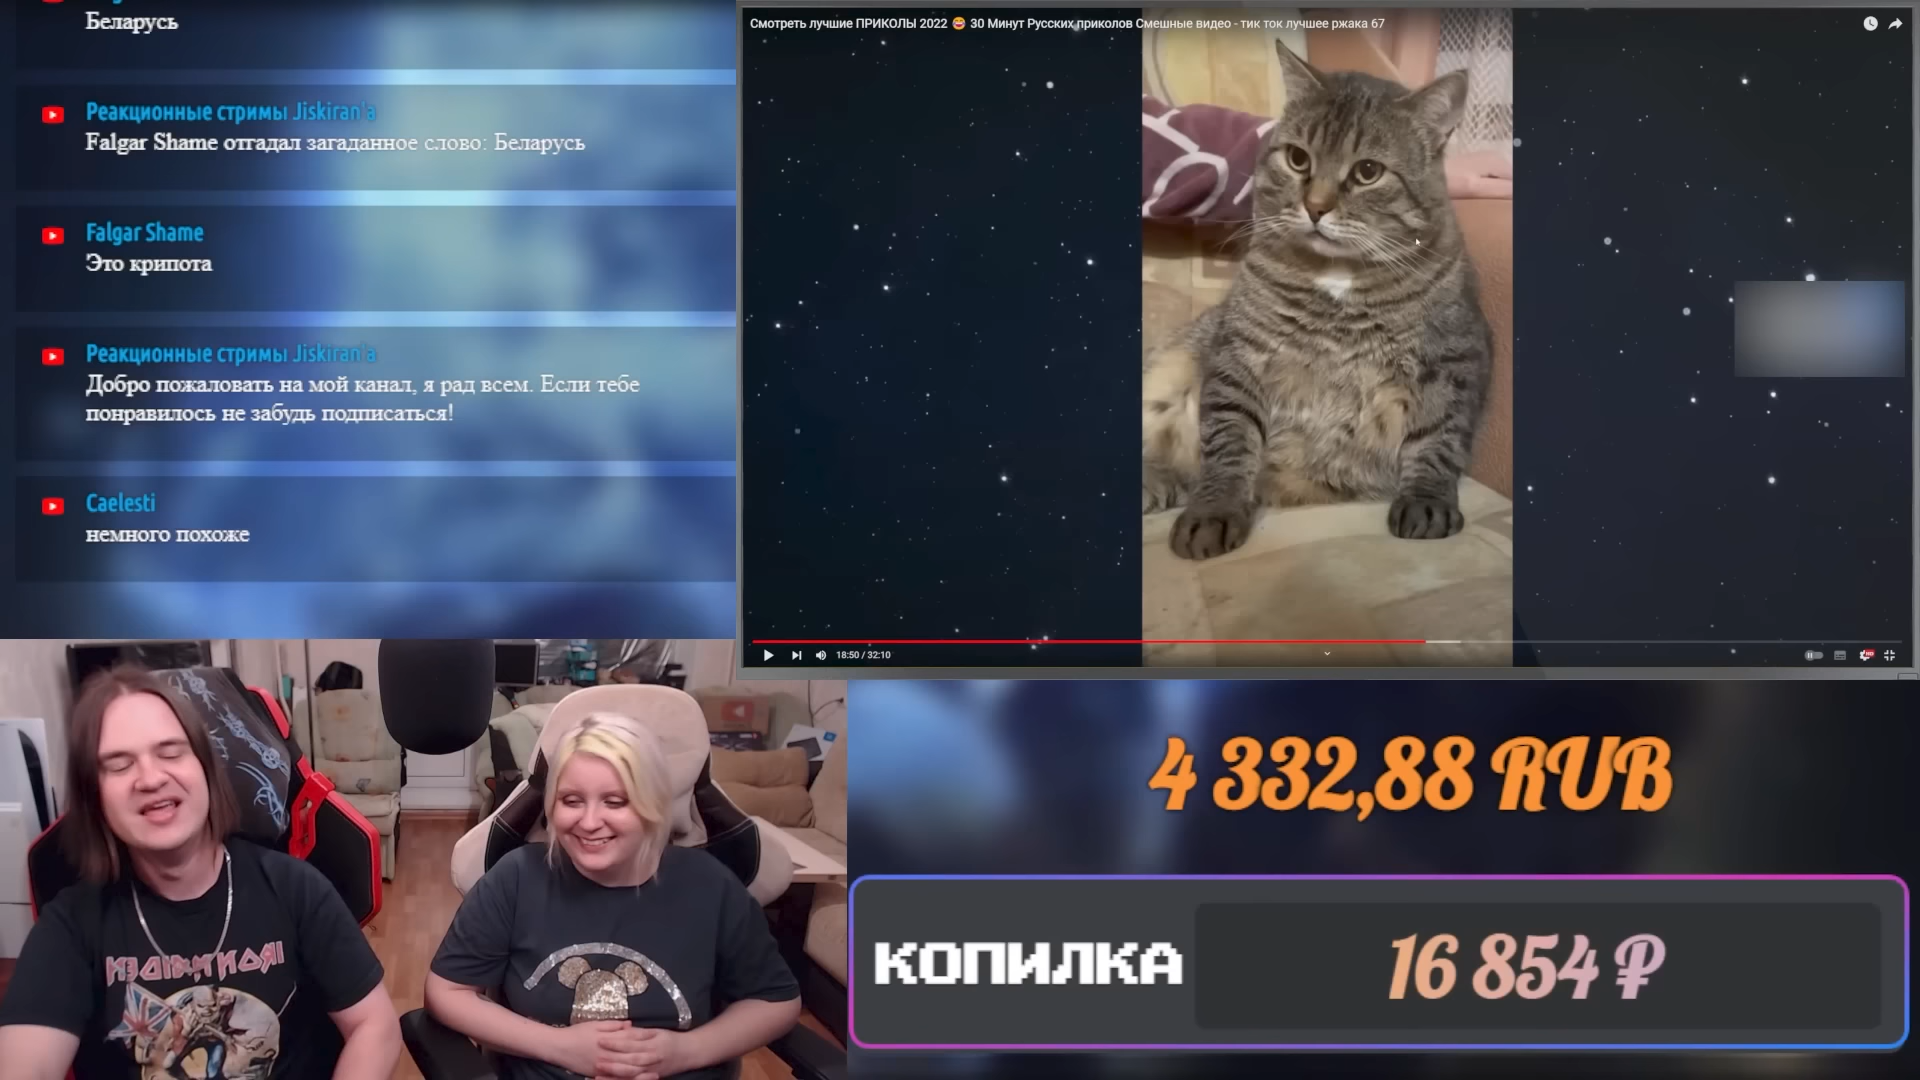 Беларусь
Реакционные стримы Jiskiran'a
Falgar Shame отгадал загаданное слово: Беларусь
Falgar Shame
Это крипота
Реакционные стримы Jiskiran'a
Добро пожаловать на мой канал, я рад всем. Если тебе
понравилось не забудь подписаться!
Caelesti
немного похоже
Смотреть лучшие ПРИКОЛЫ 2022 😄 30 Минут Русских приколов Смешные видео - тик ток лучшее ржака 67
18:50 / 32:10
4 332,88 RUB
КОПИЛКА
16 854 ₽